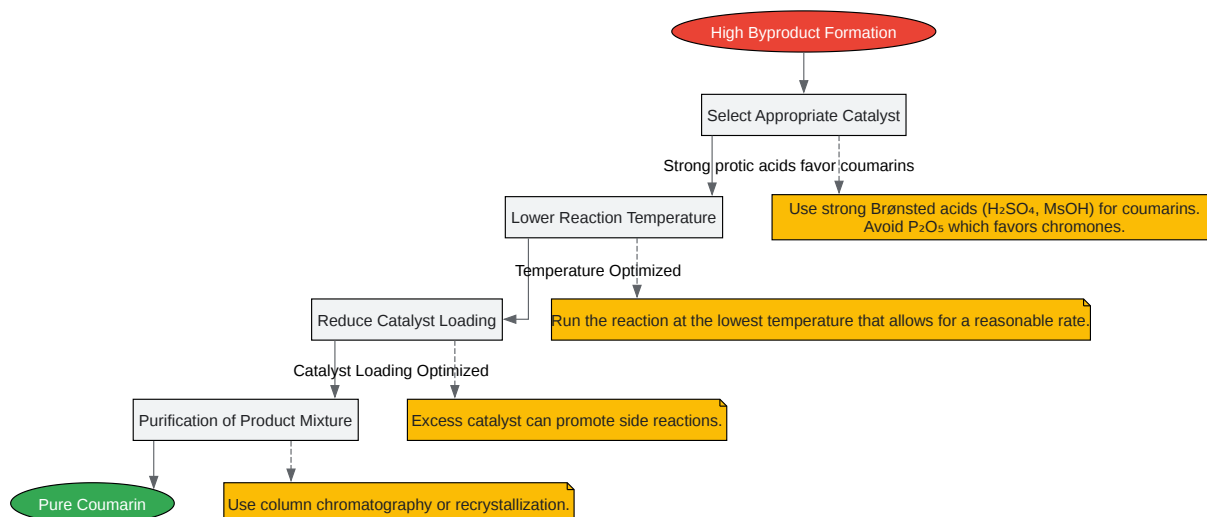 High Byproduct Formation
Select Appropriate Catalyst
Strong protic acids favor coumarins
Lower Reaction Temperature
Use strong Brønsted acids (H₂SO₄, MsOH) for coumarins.
Avoid P₂O₅ which favors chromones.
Temperature Optimized
Reduce Catalyst Loading
Run the reaction at the lowest temperature that allows for a reasonable rate.
Catalyst Loading Optimized
Purification of Product Mixture
Excess catalyst can promote side reactions.
Pure Coumarin
Use column chromatography or recrystallization.